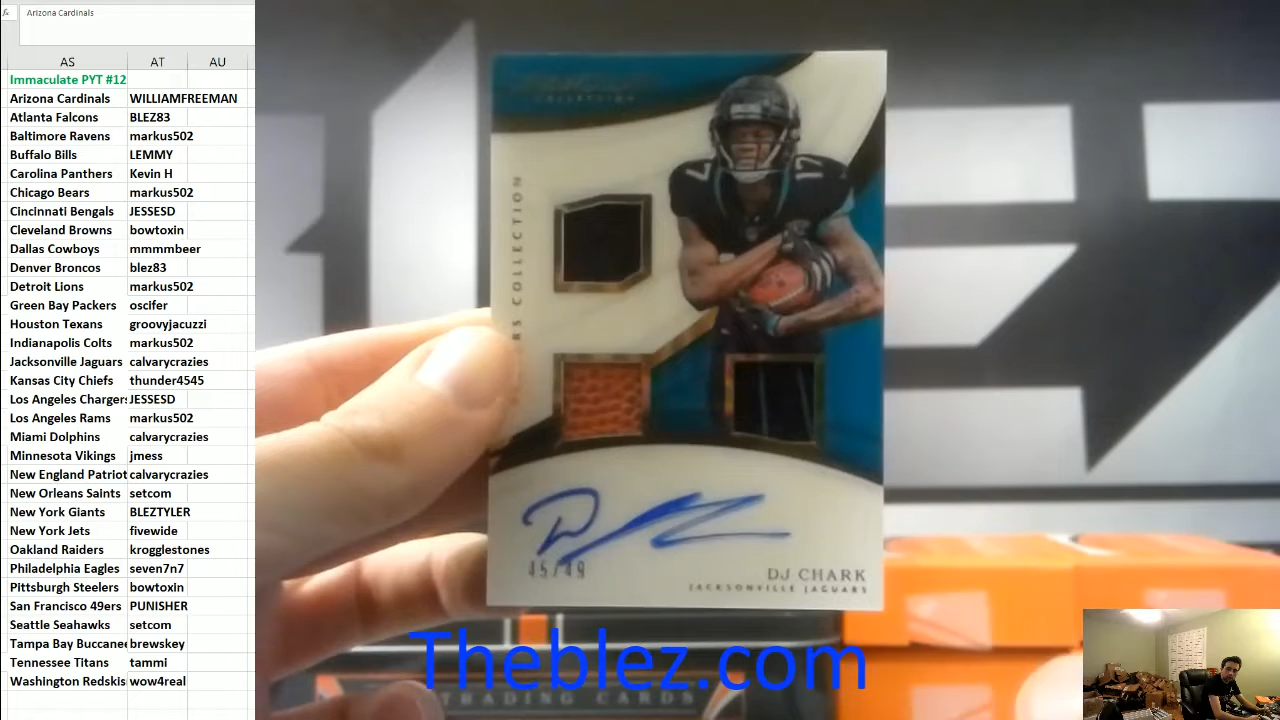 Arizona Cardinals
AS AT AU
Immaculate PYT #12
Arizona Cardinals WILLIAMFREEMAN
Atlanta Falcons BLEZ83
Baltimore Ravens markus502
Buffalo Bills LEMMY
Carolina Panthers Kevin H
Chicago Bears markus502
Cincinnati Bengals JESSESD
Cleveland Browns bowtoxin
Dallas Cowboys mmmmbeer
Denver Broncos blez83
Detroit Lions markus502
Green Bay Packers oscifer
Houston Texans groovyjacuzzi
Indianapolis Colts markus502
Jacksonville Jaguars calvarycrazies
Kansas City Chiefs thunder4545
Los Angeles Chargers JESSESD
Los Angeles Rams markus502
Miami Dolphins calvarycrazies
Minnesota Vikings jmess
New England Patriot calvarycrazies
New Orleans Saints setcom
New York Giants BLEZTYLER
New York Jets fivewide
Oakland Raiders krogglestones
Philadelphia Eagles seven7n7
PIttsburgh Steelers bowtoxin
San Francisco 49ers PUNISHER
Seattle Seahawks setcom
Tampa Bay Buccanee brewskey
Tennessee Titans tammi
Washington Redskis wow4real
COLLECTION
COLLECTION
17
45/49
DJ CHARK
JACKSONVILLE JAGUARS
Theblez.com
TRADING CARDS